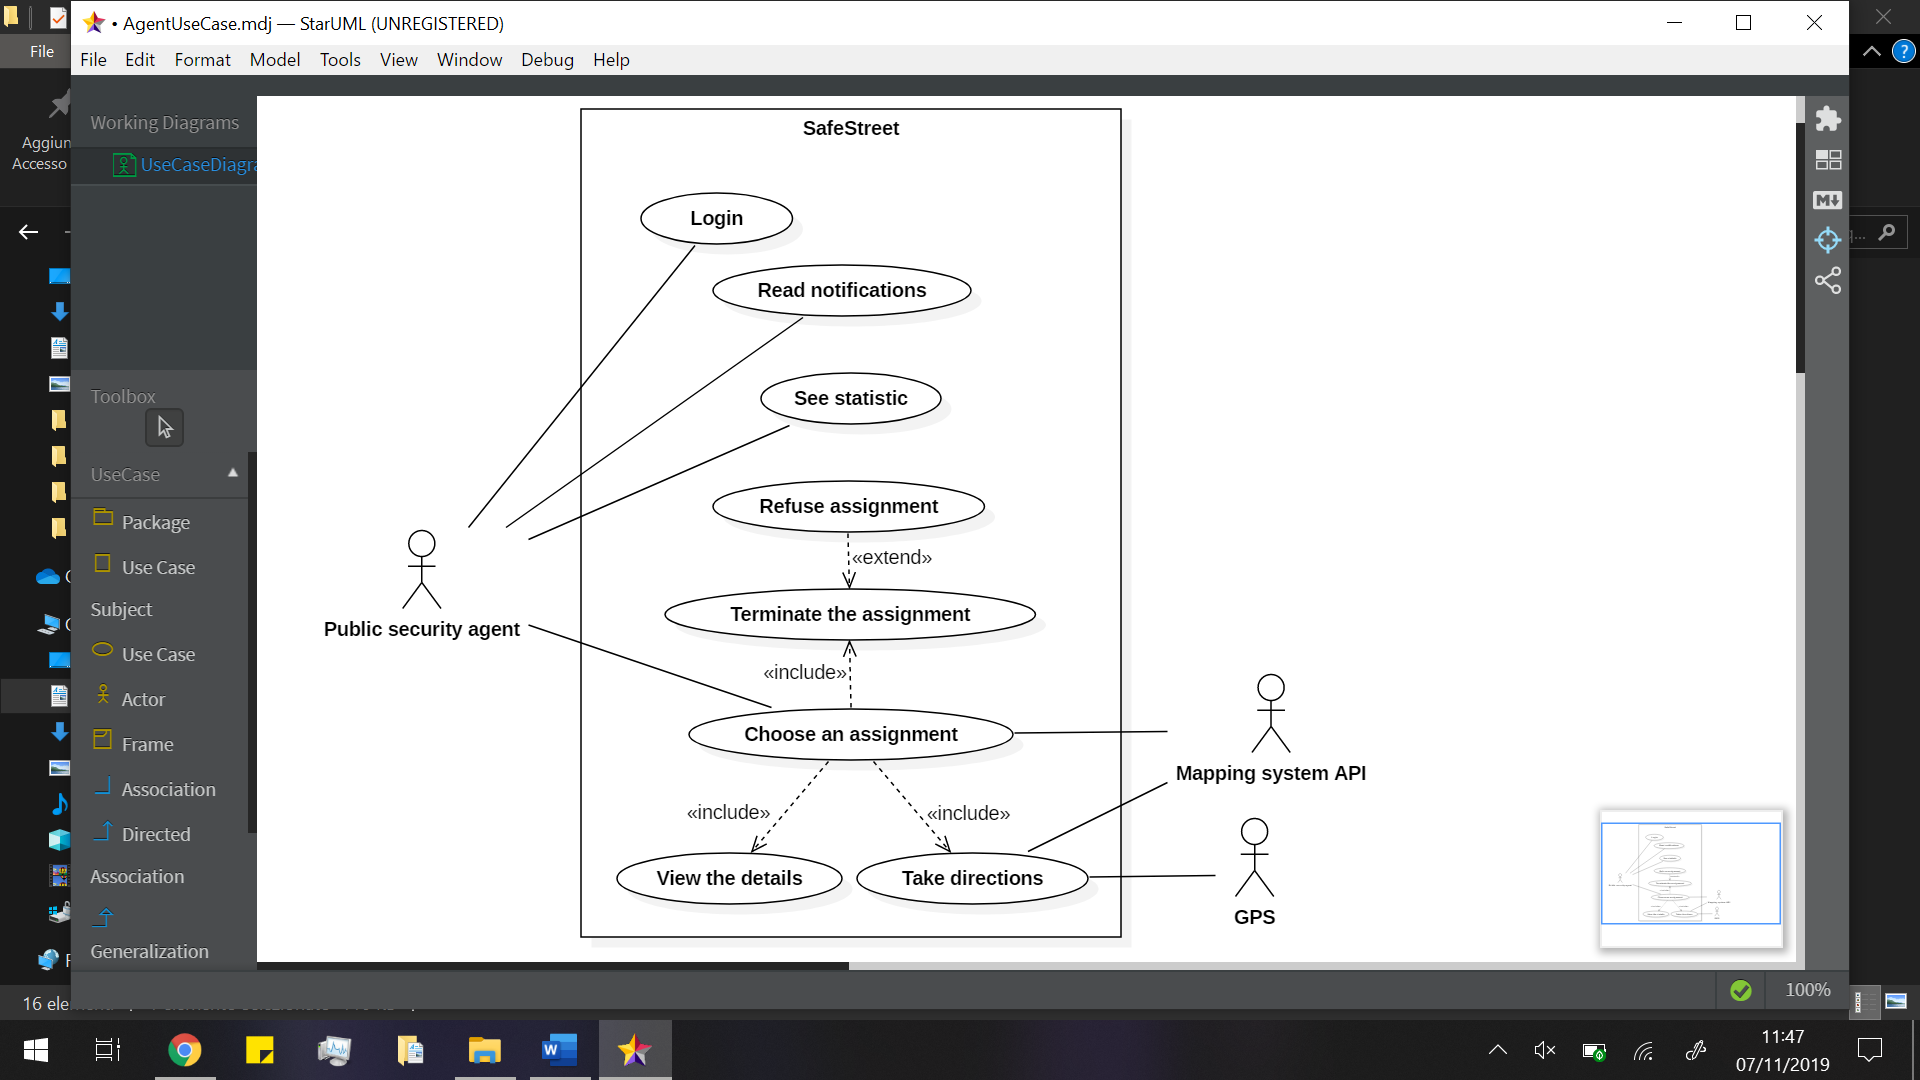 • AgentUseCase.mdj — StarUML (UNREGISTERED)
File
File Edit Format Model Tools View Window Debug Help
Working Diagrams
UseCaseDiagra
Aggiun
Accesso
Toolbox
UseCase
Package
Use Case
Subject
Use Case
Actor
Frame
Association
Directed
Association
Generalization
SafeStreet
Login
Read notifications
See statistic
Refuse assignment
«extend»
Terminate the assignment
Public security agent
«include»
Choose an assignment
Mapping system API
«include» «include»
View the details
Take directions
GPS
M
?
100%
16 ele
W
11:47
07/11/2019